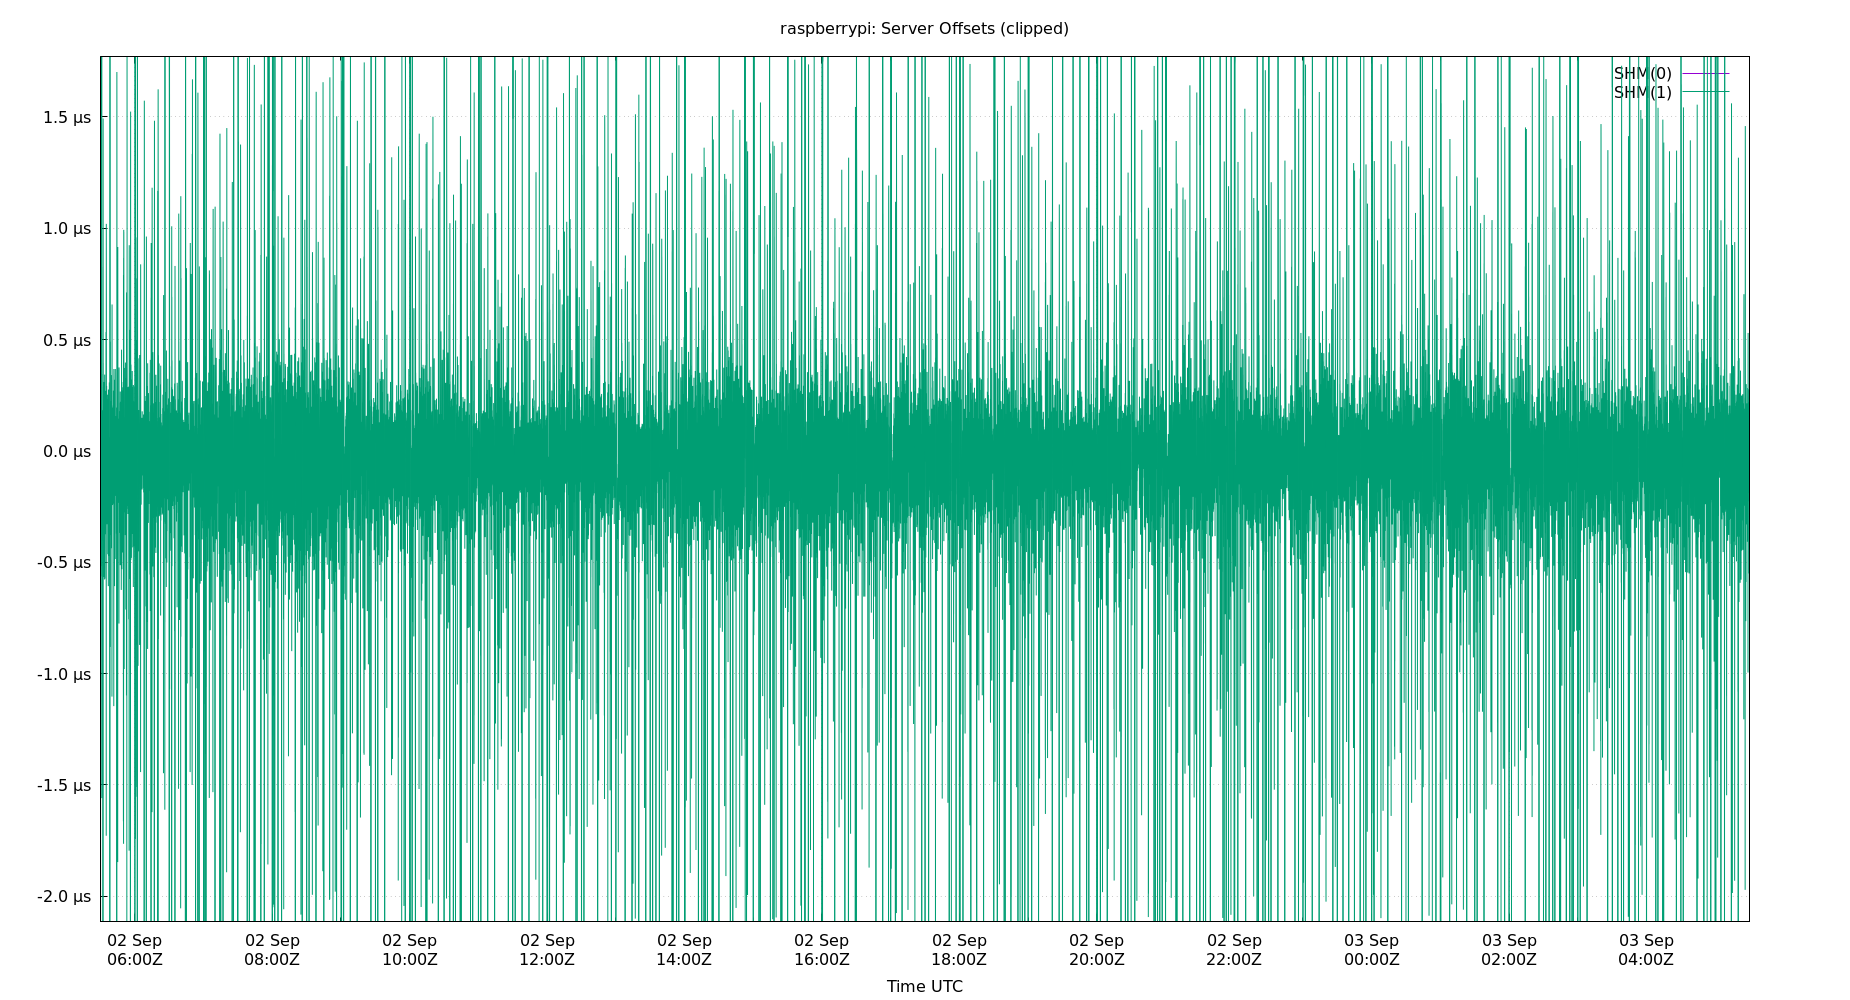 raspberrypi: Server Offsets (clipped)
SHM(0)
SHM(1)
1.5 µs
1.0 µs
0.5 µs
0.0 µs
-0.5 µs
-1.0 µs
-1.5 µs
-2.0 µs
02 Sep 02 Sep 02 Sep 02 Sep 02 Sep 02 Sep 02 Sep 02 Sep 02 Sep 03 Sep 03 Sep 03 Sep
06:00Z 08:00Z 10:00Z 12:00Z 14:00Z 16:00Z 18:00Z 20:00Z 22:00Z 00:00Z 02:00Z 04:00Z
Time UTC